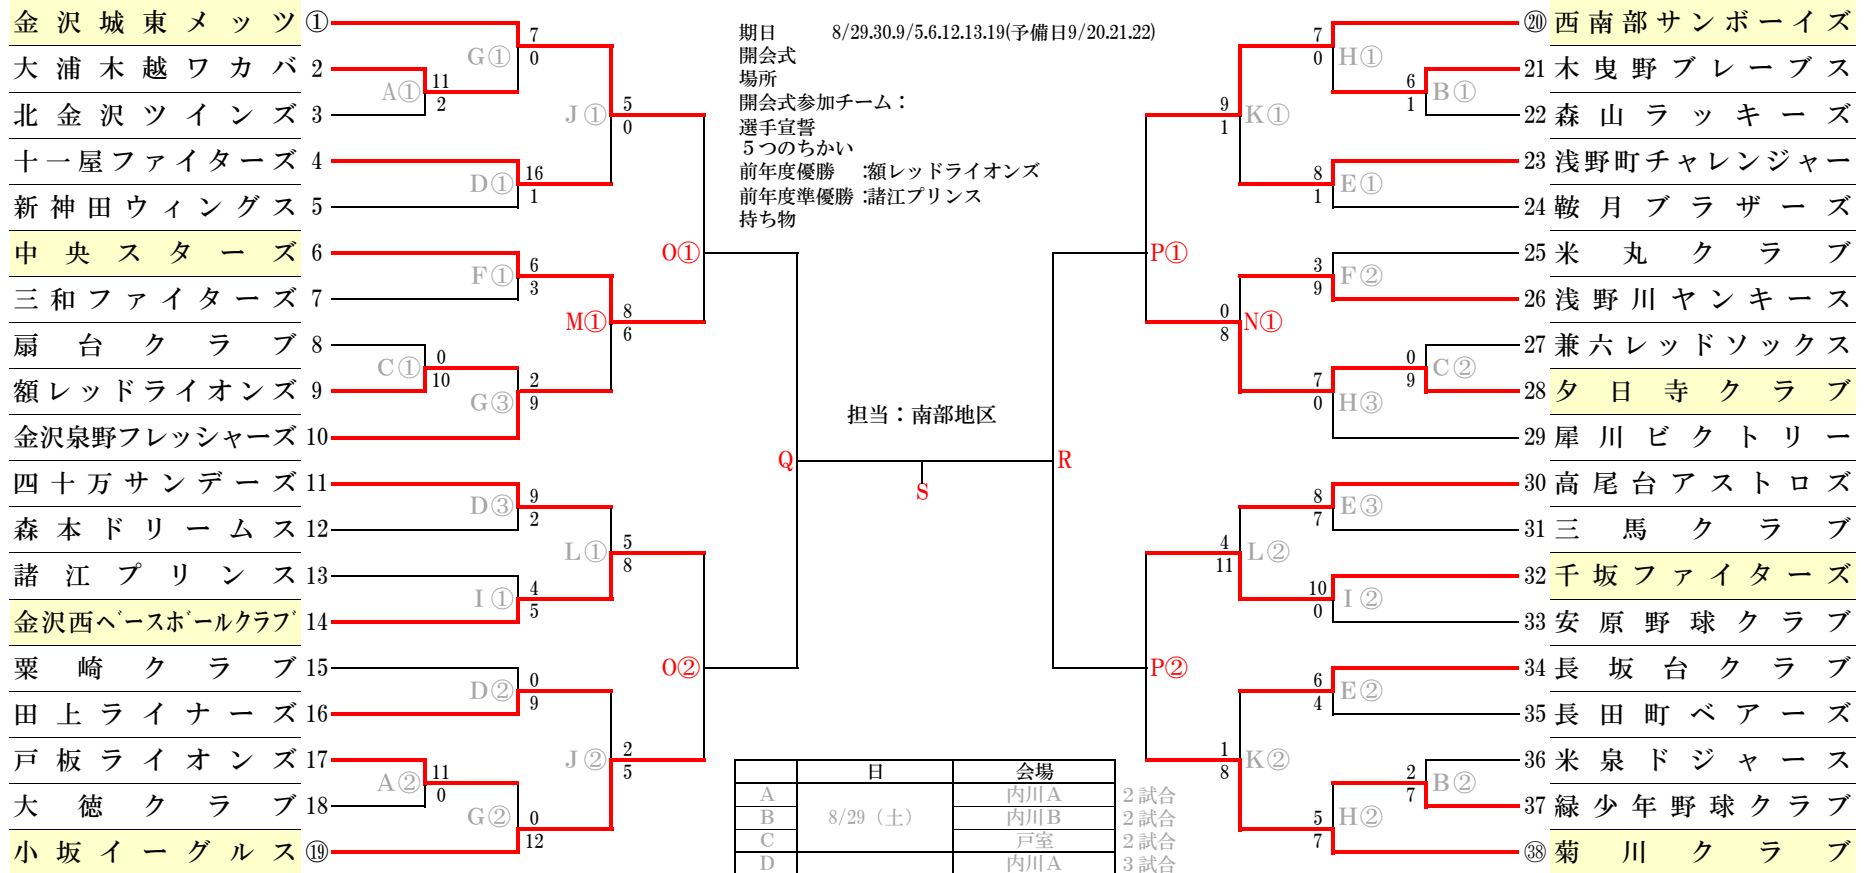 金沢城東メッツ ①
大浦木越ワカバ 2
北金沢ツインズ 3
十一屋ファイターズ 4
新神田ウィングス 5
中央スターズ 6
三和ファイターズ 7
扇台クラブ 8
額レッドライオンズ 9
金沢泉野フレッシャーズ 10
四十万サンデーズ 11
森本ドリームス 12
諸江プリンス 13
金沢西ベースボールクラブ 14
粟崎クラブ 15
田上ライナーズ 16
戸板ライオンズ 17
大徳クラブ 18
小坂イーグルス ⑲
A① 11 2
G① 7 0
D① 16 1
J① 5 0
F① 6 3
C① 0 10
G③ 2 9
M① 8 6
O①
D③ 9 2
I① 4 5
L① 5 8
D② 0 9
A② 11 0
G② 0 12
J② 2 5
O②
Q
期日 8/29.30.9/5.6.12.13.19(予備日9/20.21.22)
開会式
場所
開会式参加チーム：
選手宣誓
５つのちかい
前年度優勝 :額レッドライオンズ
前年度準優勝 :諸江プリンス
持ち物
担当：南部地区
S
R
日 会場
A 内川A 2試合
B 8/29（土） 内川B 2試合
C 戸室 2試合
D 内川A 3試合
7 0 H①
6 1 B①
9 1 K①
8 1 E①
P①
3 9 F②
0 8 N①
0 9 C②
7 0 H③
8 7 E③
4 11 L②
10 0 I②
P②
6 4 E②
1 8 K②
2 7 B②
5 7 H②
⑳ 西南部サンボーイズ
21 木曳野ブレーブス
22 森山ラッキーズ
23 浅野町チャレンジャー
24 鞍月ブラザーズ
25 米丸クラブ
26 浅野川ヤンキース
27 兼六レッドソックス
28 夕日寺クラブ
29 犀川ビクトリー
30 高尾台アストロズ
31 三馬クラブ
32 千坂ファイターズ
33 安原野球クラブ
34 長坂台クラブ
35 長田町ベアーズ
36 米泉ドジャース
37 緑少年野球クラブ
㊳ 菊川クラブ